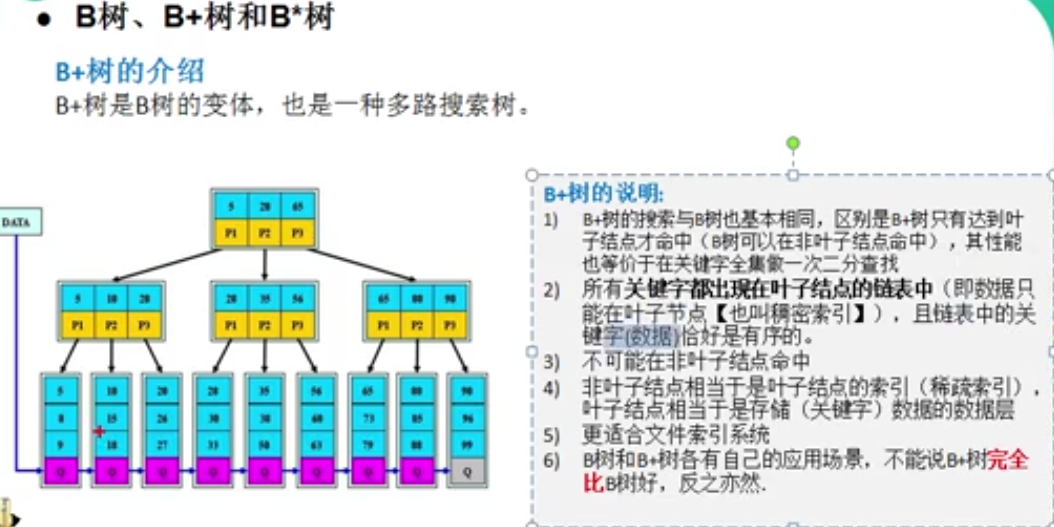 ● B树、B+树和B*树
B+树的介绍
B+树是B树的变体，也是一种多路搜索树。
DATA
5 28 65
P1 P2 P3
5 10 20
P1 P2 P3
28 35 56
P1 P2 P3
65 80 90
P1 P2 P3
5 10 20 28 35 56 65 80 90
8 15 26 30 38 60 73 85 96
9 18 27 33 50 63 79 88 99
Q Q Q Q Q Q Q Q Q
B+树的说明:
1) B+树的搜索与B树也基本相同，区别是B+树只有达到叶
子结点才命中（B树可以在非叶子结点命中），其性能
也等价于在关键字全集做一次二分查找
2) 所有关键字都出现在叶子结点的链表中（即数据只
能在叶子节点【也叫稠密索引】），且链表中的关
键字(数据)恰好是有序的。
3) 不可能在非叶子结点命中
4) 非叶子结点相当于是叶子结点的索引（稀疏索引），
叶子结点相当于是存储（关键字）数据的数据层
5) 更适合文件索引系统
6) B树和B+树各有自己的应用场景，不能说B+树完全
比B树好，反之亦然.